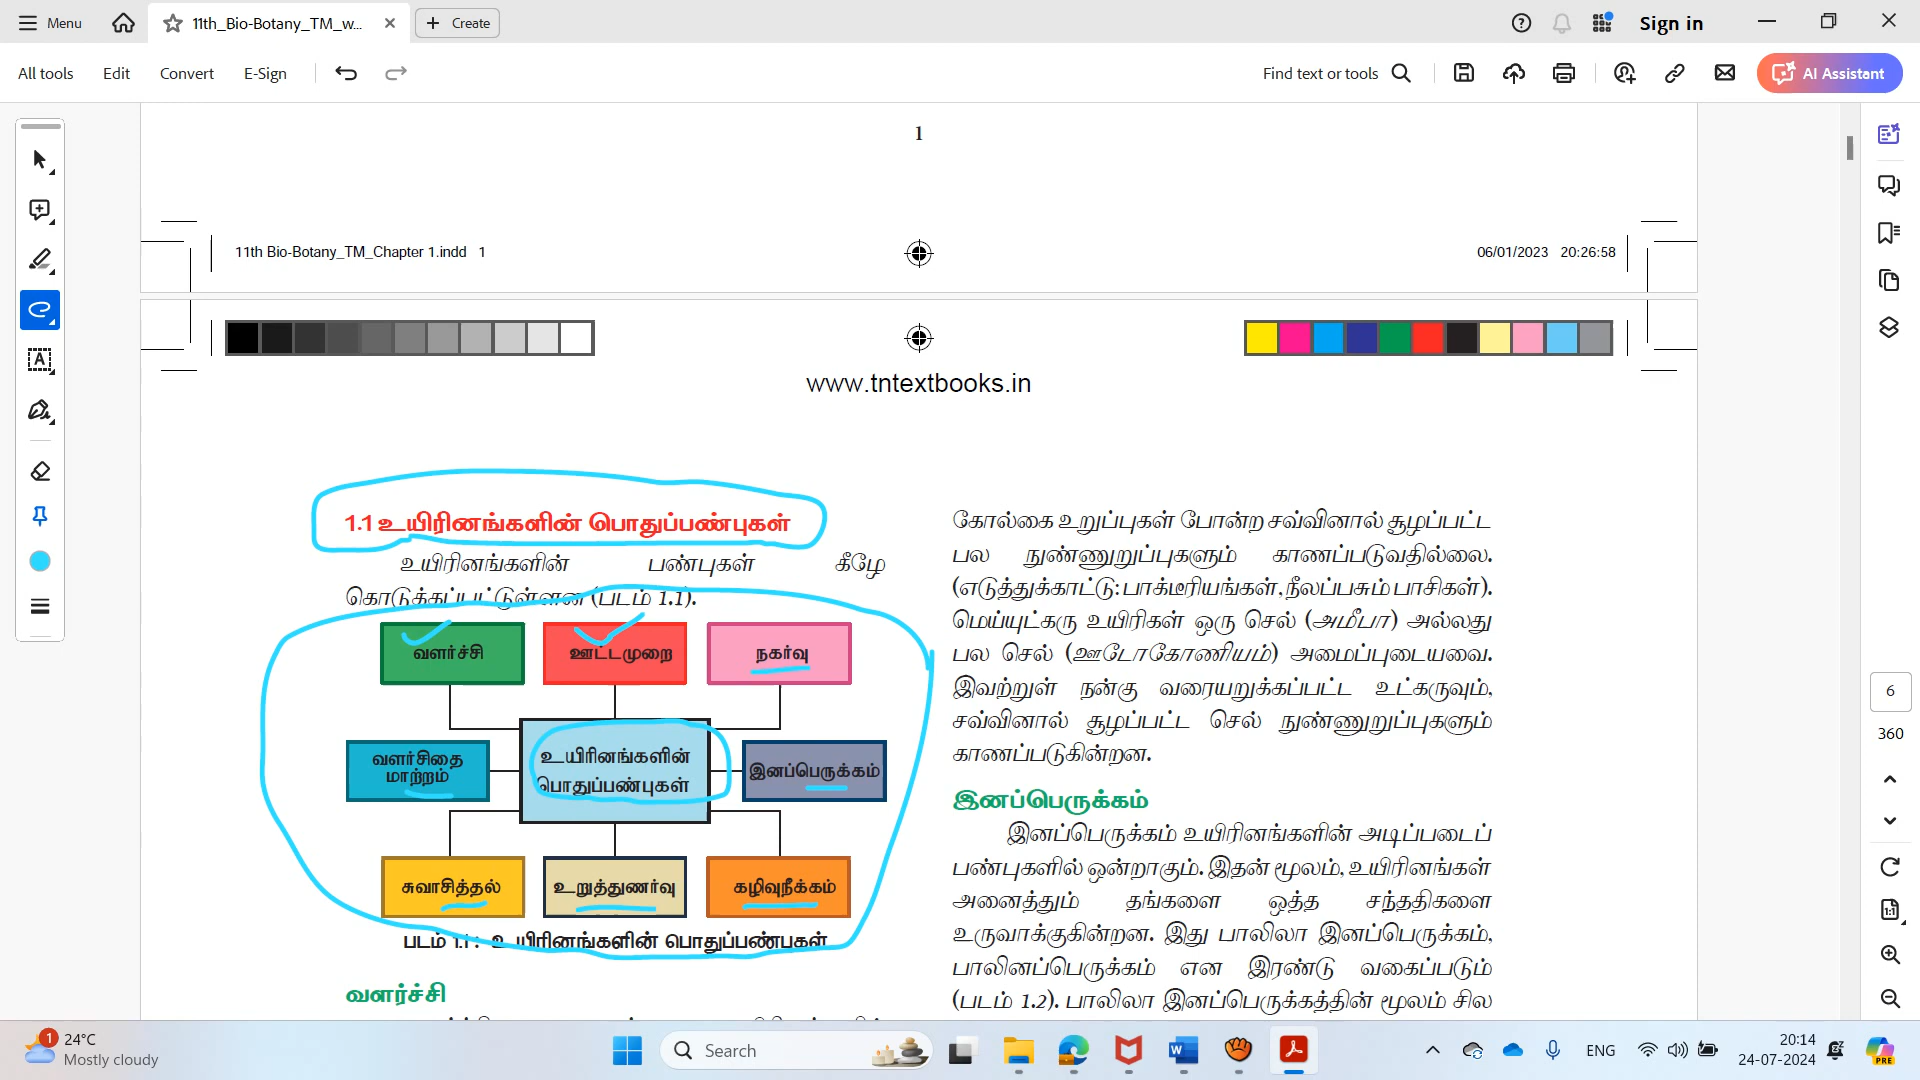 Menu
11th_Bio-Botany_TM_w...
Create
Sign in
All tools
Edit
Convert
E-Sign
Find text or tools
AI Assistant
1
11th Bio-Botany_TM_Chapter 1.indd 1
06/01/2023 20:26:58
www.tntextbooks.in
1.1 உயிரினங்களின் பொதுப்பண்புகள்
உயிரினங்களின் பண்புகள் கீழே
கொடுக்கப்பட்டுள்ளன (படம் 1.1).
வளர்ச்சி
ஊட்டமுறை
நகர்வு
வளர்சிதை
மாற்றம்
உயிரினங்களின்
பொதுப்பண்புகள்
இனப்பெருக்கம்
சுவாசித்தல்
உறுத்துணர்வு
கழிவுநீக்கம்
படம் 1.1 : உயிரினங்களின் பொதுப்பண்புகள்
வளர்ச்சி
கோல்கை உறுப்புகள் போன்ற சவ்வினால் சூழப்பட்ட
பல நுண்ணுறுப்புகளும் காணப்படுவதில்லை.
(எடுத்துக்காட்டு: பாக்டீரியங்கள், நீலப்பசும் பாசிகள்).
மெய்யுட்கரு உயிரிகள் ஒரு செல் (அமீபா) அல்லது
பல செல் (ஊடோகோணியம்) அமைப்புடையவை.
இவற்றுள் நன்கு வரையறுக்கப்பட்ட உட்கருவும்,
சவ்வினால் சூழப்பட்ட செல் நுண்ணுறுப்புகளும்
காணப்படுகின்றன.
இனப்பெருக்கம்
இனப்பெருக்கம் உயிரினங்களின் அடிப்படைப்
பண்புகளில் ஒன்றாகும். இதன் மூலம், உயிரினங்கள்
அனைத்தும் தங்களை ஒத்த சந்ததிகளை
உருவாக்குகின்றன. இது பாலிலா இனப்பெருக்கம்,
பாலினப்பெருக்கம் என இரண்டு வகைப்படும்
(படம் 1.2). பாலிலா இனப்பெருக்கத்தின் மூலம் சில
6
360
24°C
Mostly cloudy
Search
ENG
20:14
24-07-2024